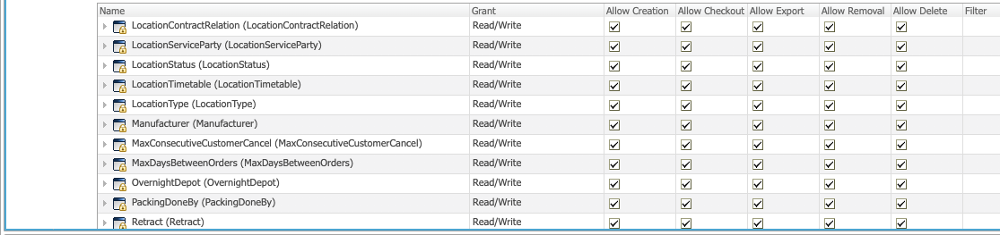 Name Grant Allow Creation Allow Checkout Allow Export Allow Removal Allow Delete Filter
LocationContractRelation (LocationContractRelation) Read/Write
LocationServiceParty (LocationServiceParty) Read/Write
LocationStatus (LocationStatus) Read/Write
LocationTimetable (LocationTimetable) Read/Write
LocationType (LocationType) Read/Write
Manufacturer (Manufacturer) Read/Write
MaxConsecutiveCustomerCancel (MaxConsecutiveCustomerCancel) Read/Write
MaxDaysBetweenOrders (MaxDaysBetweenOrders) Read/Write
OvernightDepot (OvernightDepot) Read/Write
PackingDoneBy (PackingDoneBy) Read/Write
Retract (Retract) Read/Write